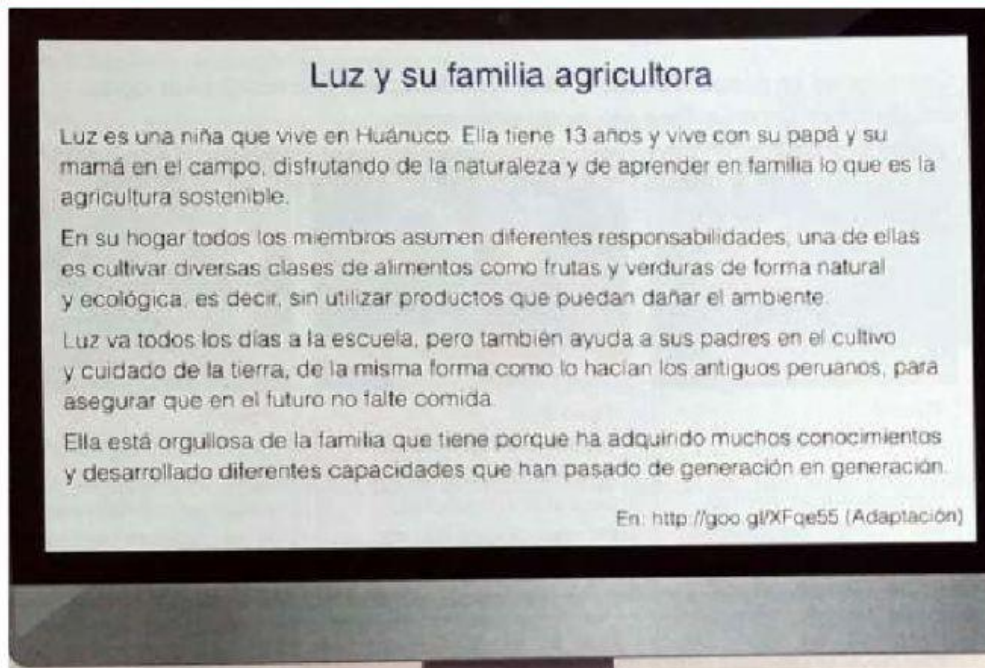 Luz y su familia agricultora
Luz es una niña que vive en Huánuco. Ella tiene 13 años y vive con su papá y su
mamá en el campo, disfrutando de la naturaleza y de aprender en familia lo que es la
agricultura sostenible.
En su hogar todos los miembros asumen diferentes responsabilidades, una de ellas
es cultivar diversas clases de alimentos como frutas y verduras de forma natural
y ecológica, es decir, sin utilizar productos que puedan dañar el ambiente.
Luz va todos los días a la escuela, pero también ayuda a sus padres en el cultivo
y cuidado de la tierra, de la misma forma como lo hacían los antiguos peruanos, para
asegurar que en el futuro no falte comida.
Ella está orgullosa de la familia que tiene porque ha adquirido muchos conocimientos
y desarrollado diferentes capacidades que han pasado de generación en generación.
En: http://goo.gl/XFqe55 (Adaptación)